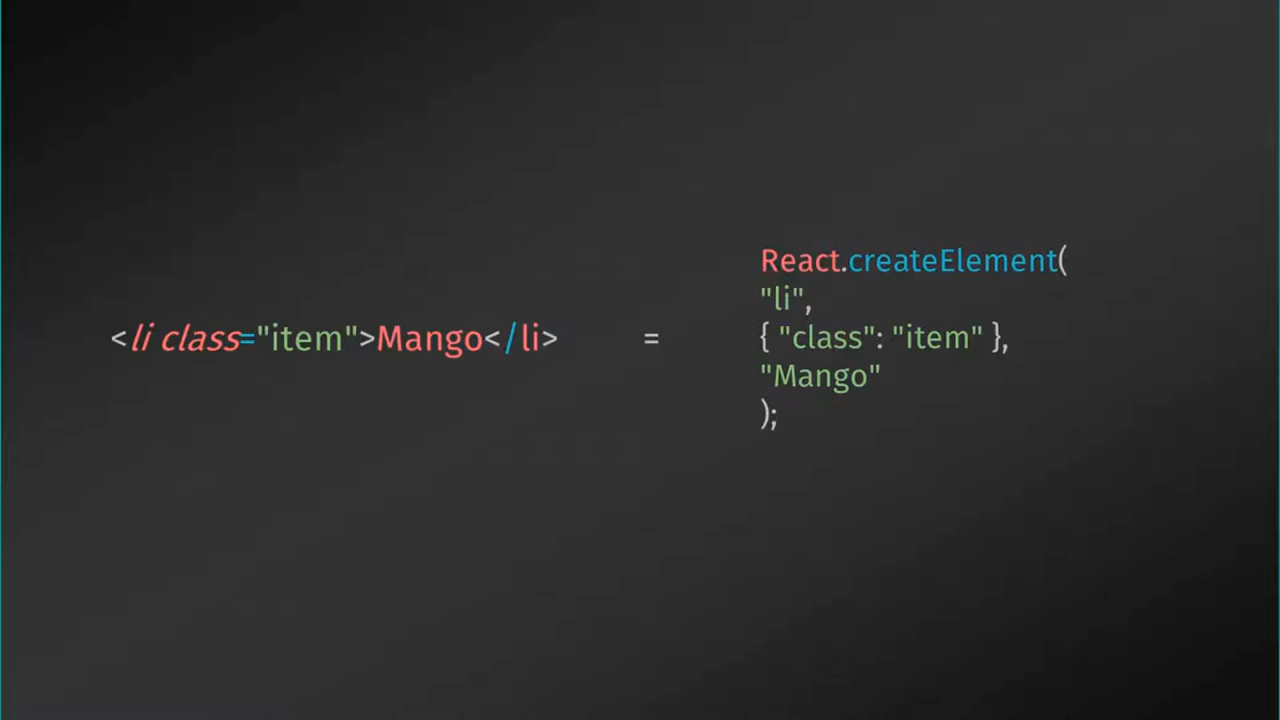 <li class="item">Mango</li>
=
React.createElement(
"li",
{ "class": "item" },
"Mango"
);